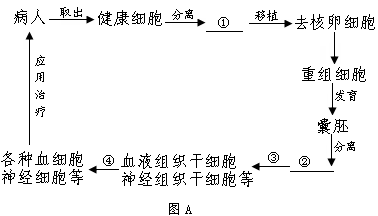 病人 取出 健康细胞 分离 ① 移植 去核卵细胞
重组细胞
发育
囊胚
分离
应用治疗
各种血细胞 ④ 血液组织干细胞 ③ ②
神经细胞等 神经组织干细胞等
图 A